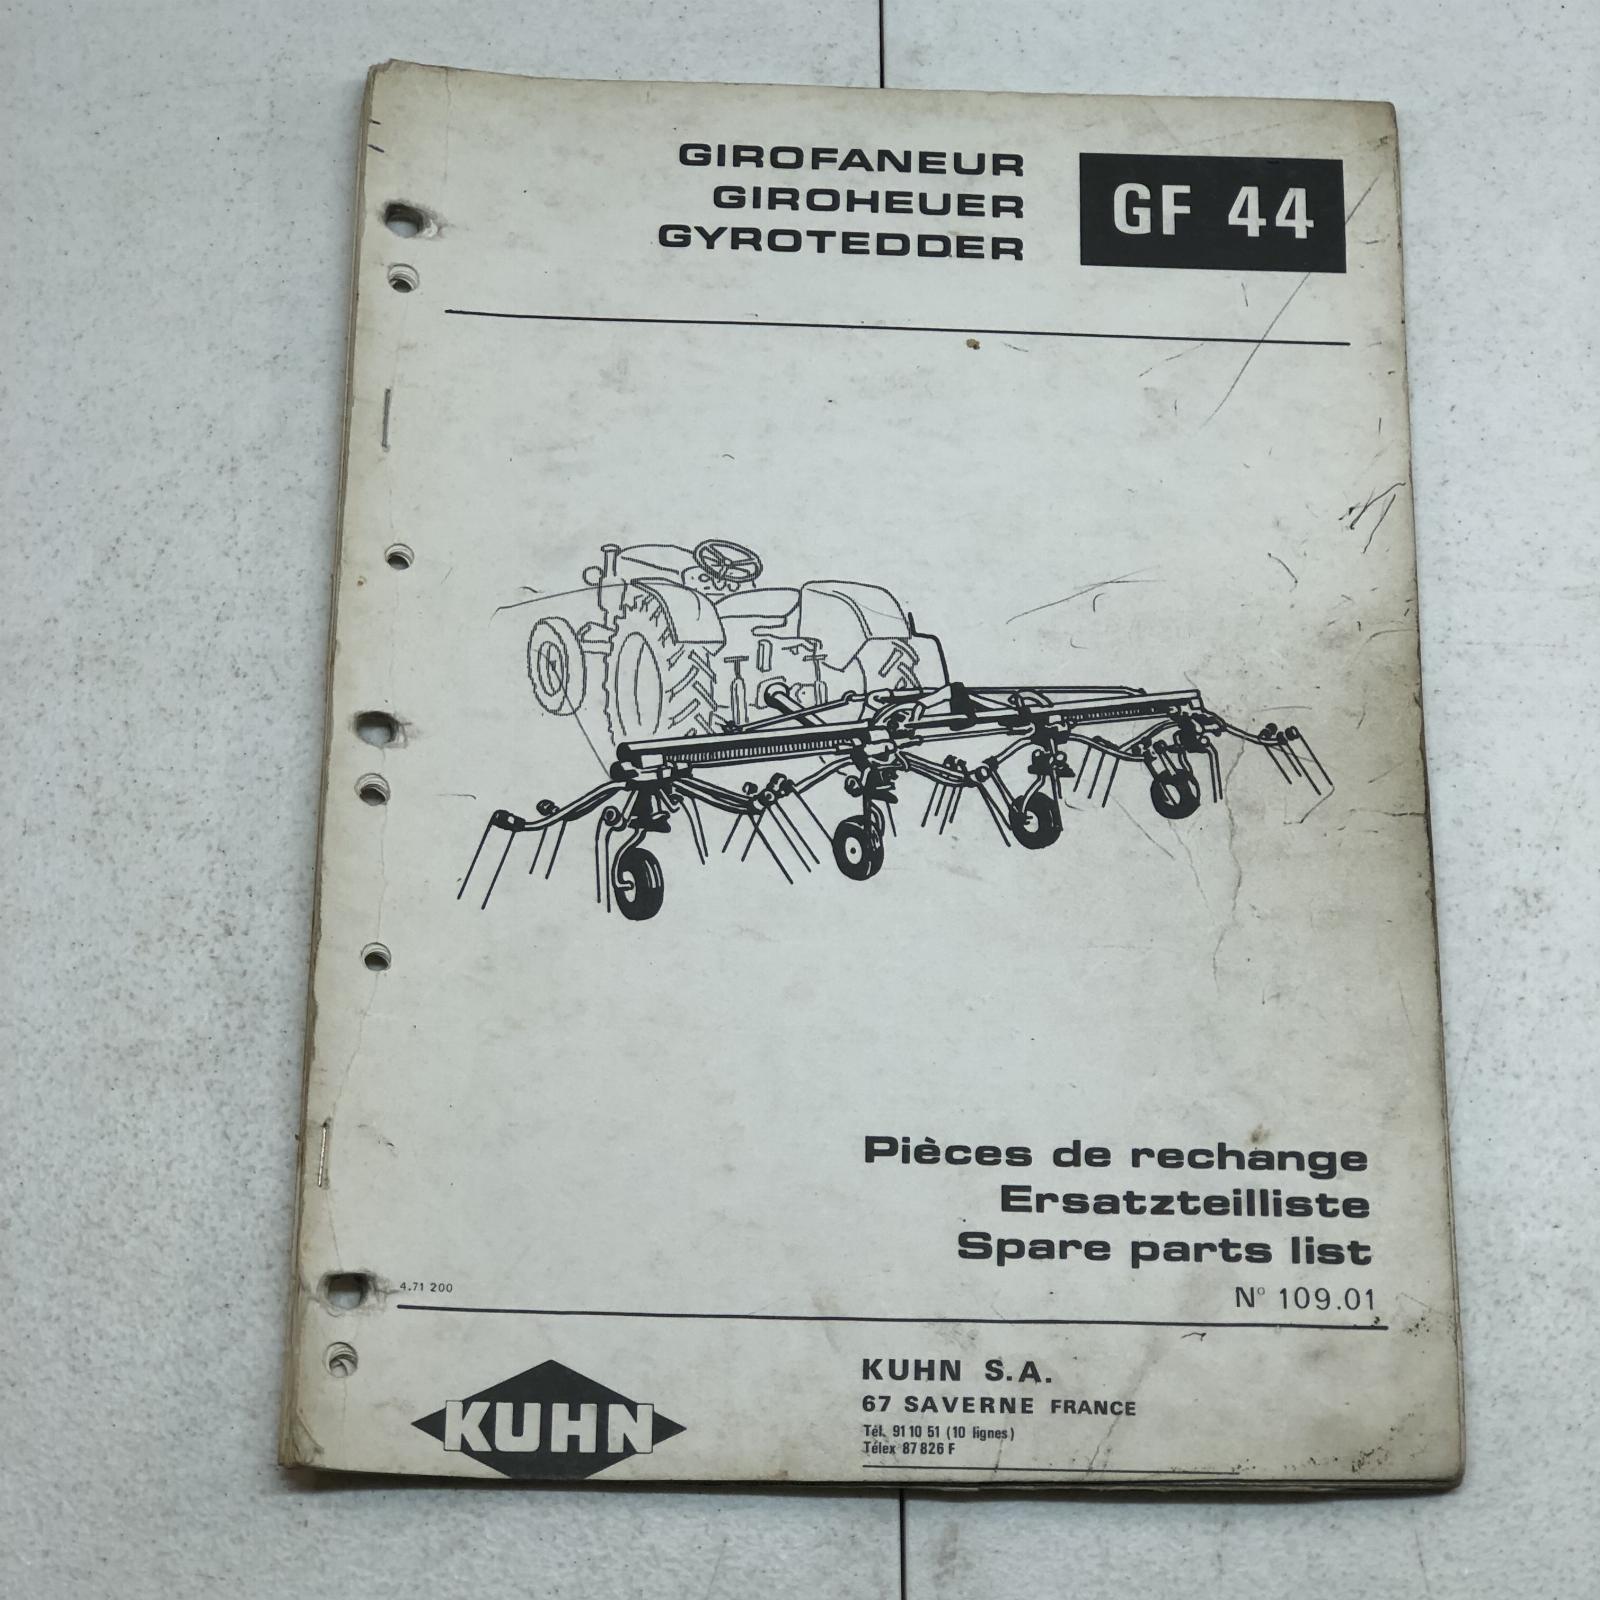 GIROFANEUR
GIROHEUER
GYROTEDDER
GF 44
Pièces de rechange
Ersatzteilliste
Spare parts list
N° 109.01
4.71 200
KUHN
KUHN S.A.
67 SAVERNE FRANCE
Tél. 91 10 51 (10 lignes)
Télex 87 826 F